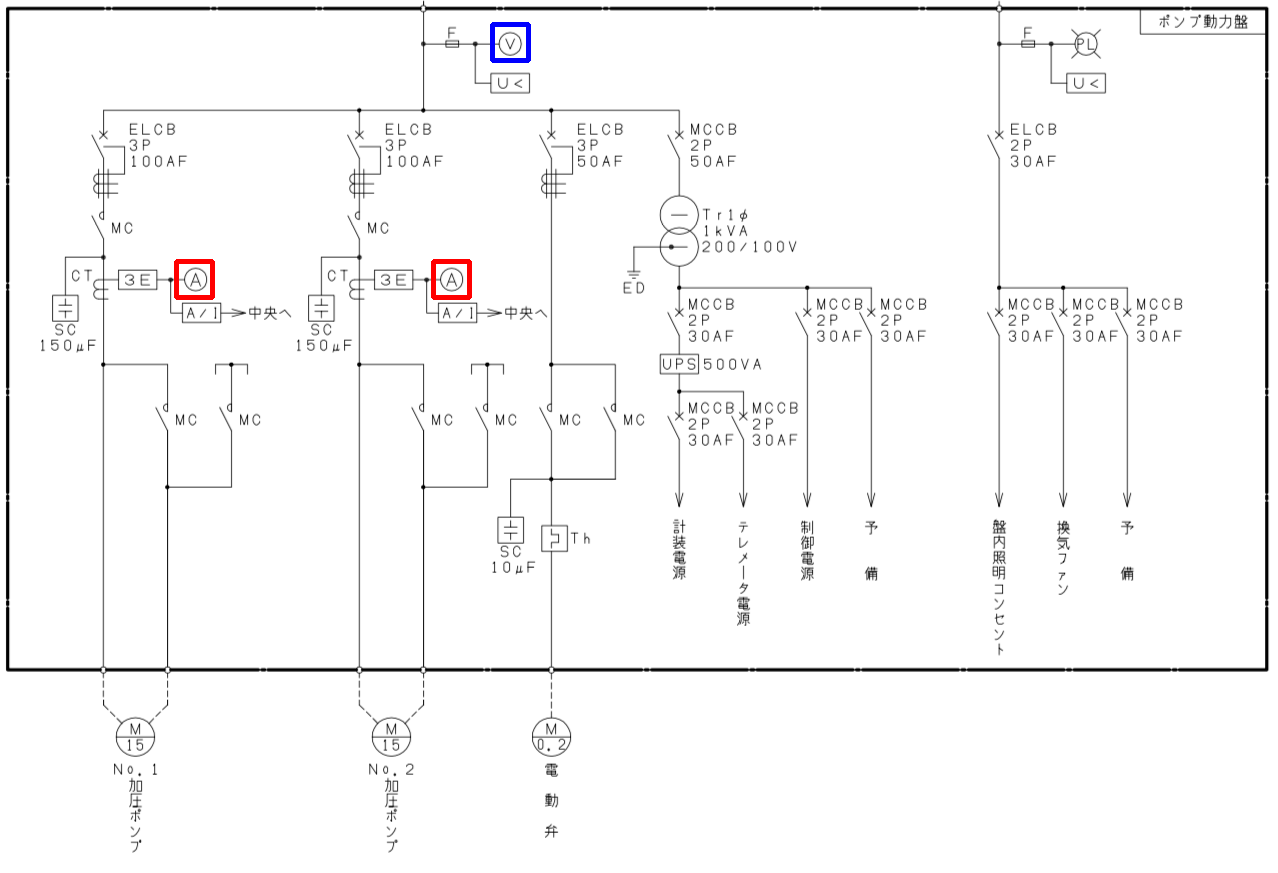 ポンプ動力盤
F
V
U<
F
PL
U<
ELCB
3P
100AF
ELCB
3P
100AF
ELCB
3P
50AF
MCCB
2P
50AF
ELCB
2P
30AF
MC
MC
Tr1φ
1kVA
200/100V
ED
CT
3E
A
A/I
中央へ
SC
150μF
CT
3E
A
A/I
中央へ
SC
150μF
MCCB
2P
30AF
MCCB
2P
30AF
MCCB
2P
30AF
MCCB
2P
30AF
MCCB
2P
30AF
MCCB
2P
30AF
UPS
500VA
MC
MC
MC
MC
MC
MC
MCCB
2P
30AF
MCCB
2P
30AF
SC
10μF
Th
計装電源
テレメータ電源
制御電源
予備
盤内照明コンセント
換気ファン
予備
M
15
No.1
加圧ポンプ
M
15
No.2
加圧ポンプ
M
0.2
電動弁